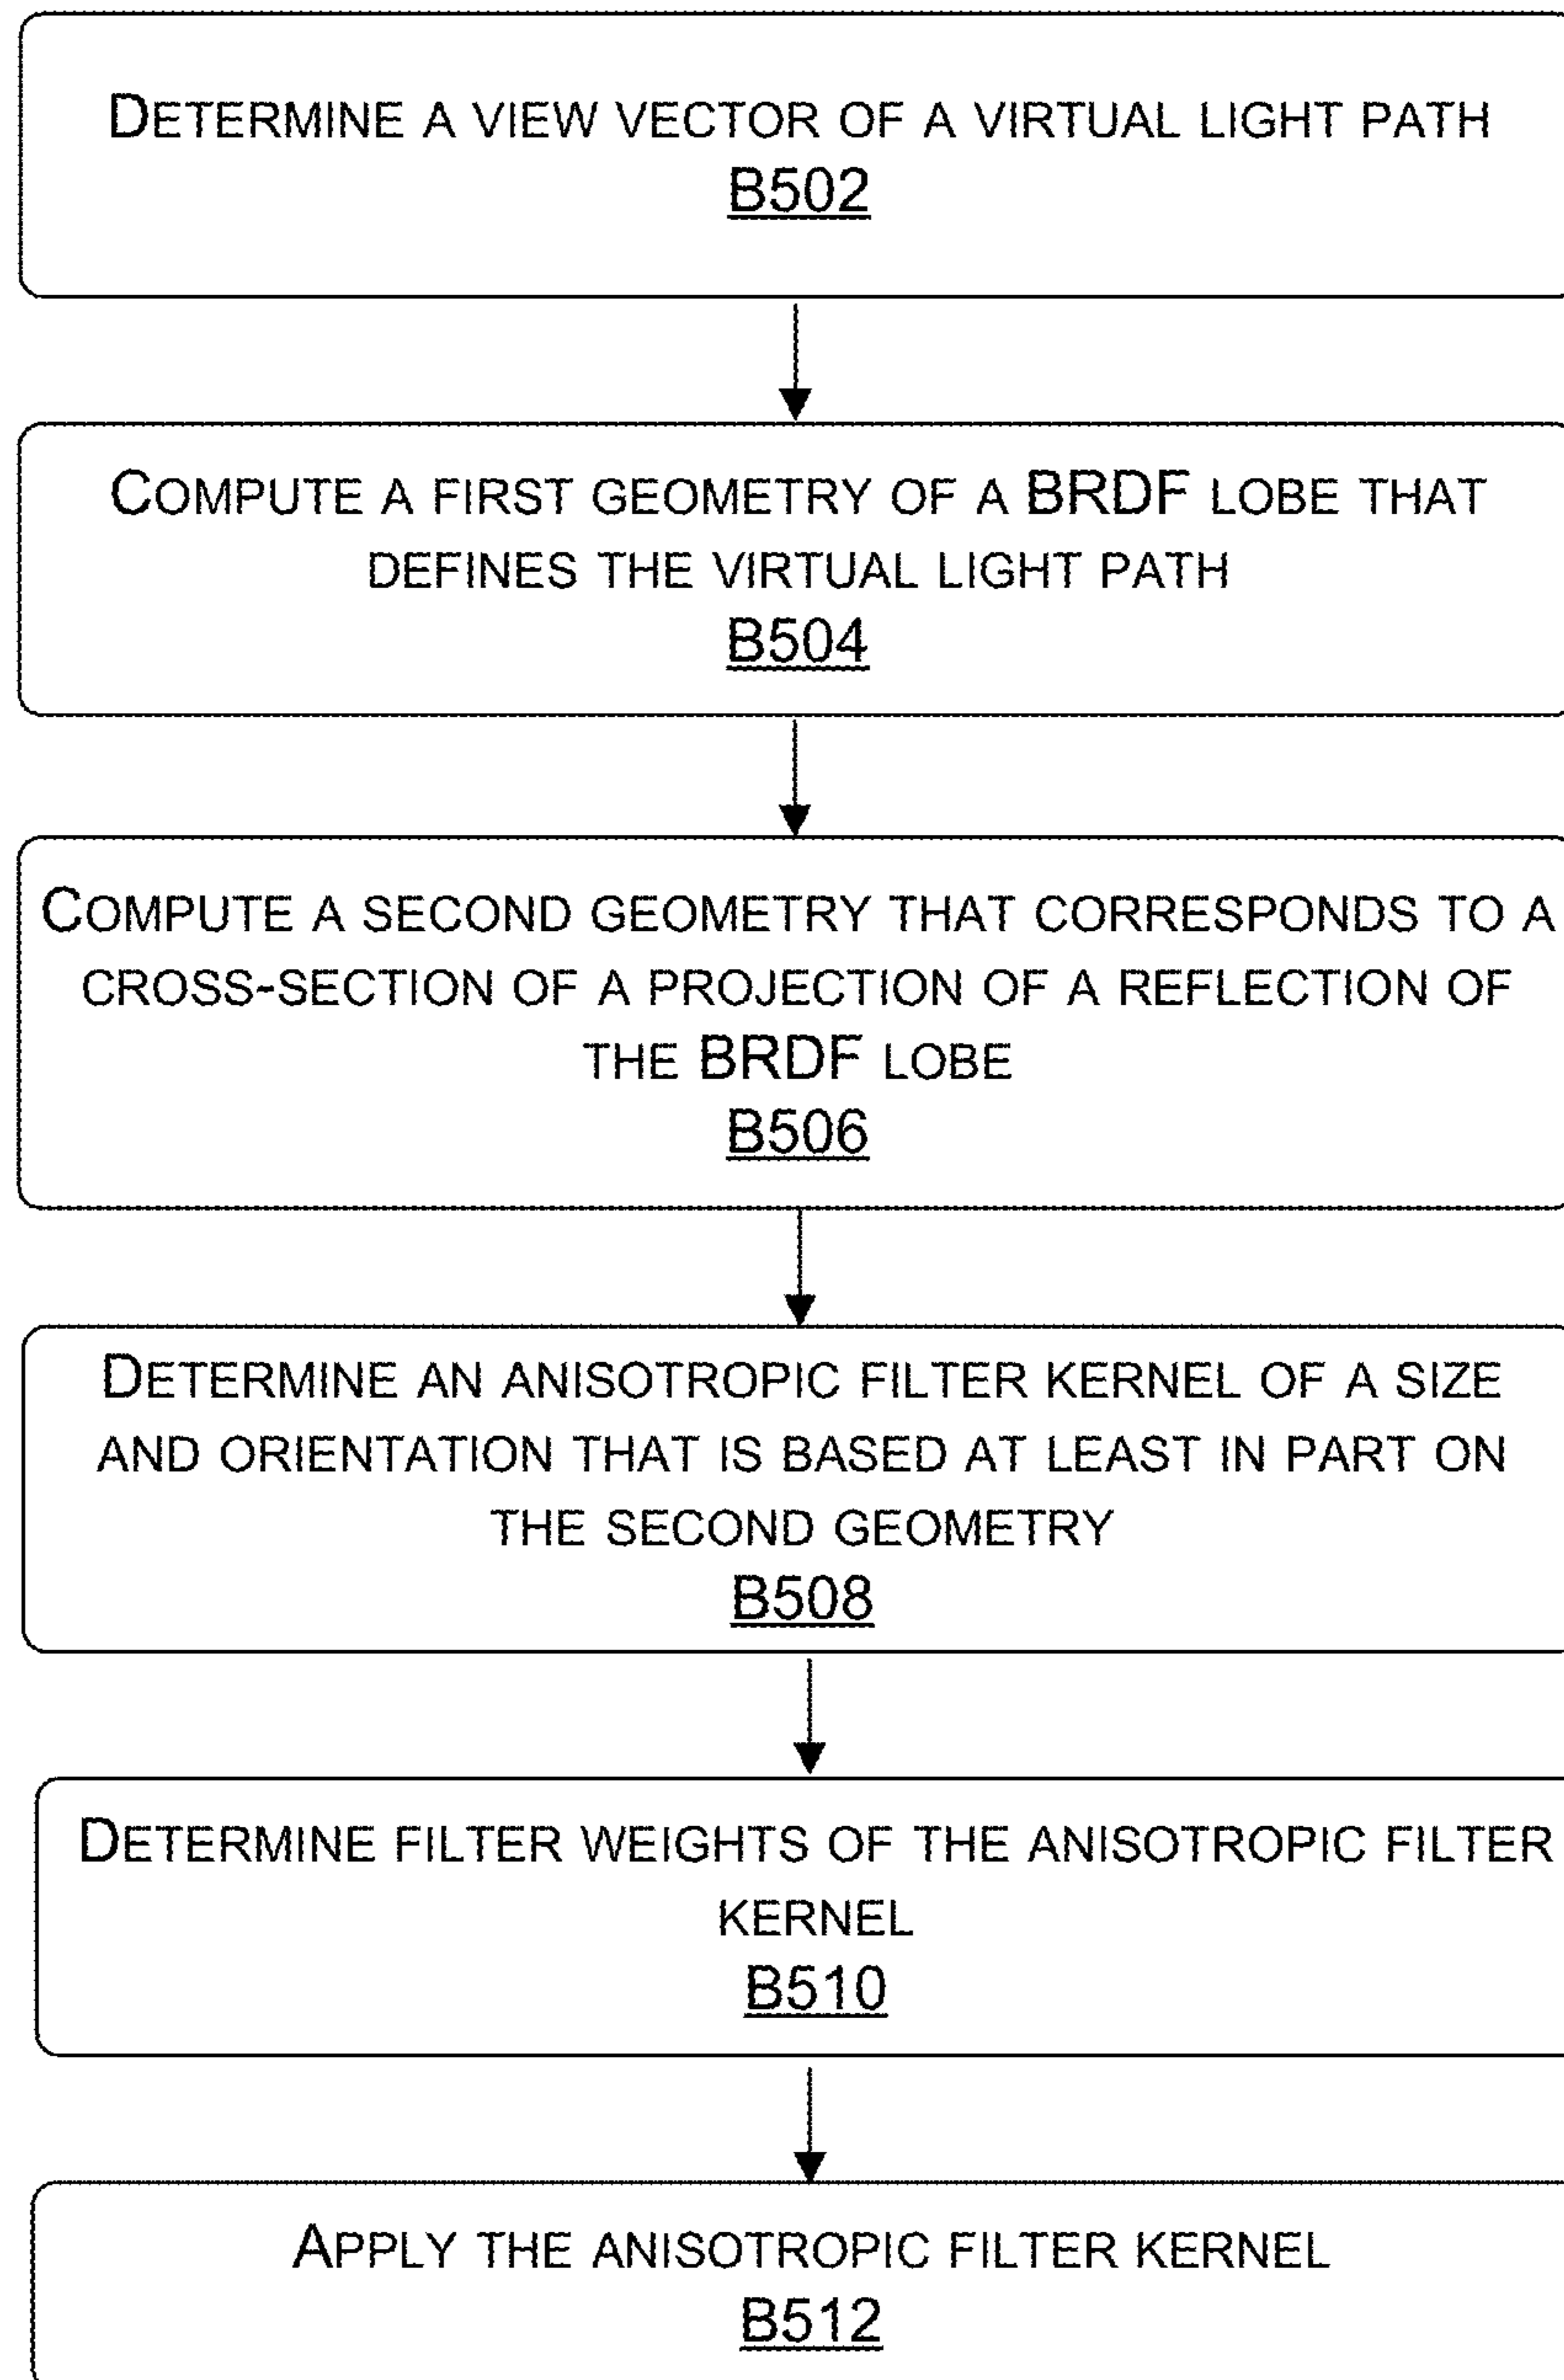 DETERMINE A VIEW VECTOR OF A VIRTUAL LIGHT PATH
B502
COMPUTE A FIRST GEOMETRY OF A BRDF LOBE THAT
DEFINES THE VIRTUAL LIGHT PATH
B504
COMPUTE A SECOND GEOMETRY THAT CORRESPONDS TO A
CROSS-SECTION OF A PROJECTION OF A REFLECTION OF
THE BRDF LOBE
B506
DETERMINE AN ANISOTROPIC FILTER KERNEL OF A SIZE
AND ORIENTATION THAT IS BASED AT LEAST IN PART ON
THE SECOND GEOMETRY
B508
DETERMINE FILTER WEIGHTS OF THE ANISOTROPIC FILTER
KERNEL
B510
APPLY THE ANISOTROPIC FILTER KERNEL
B512